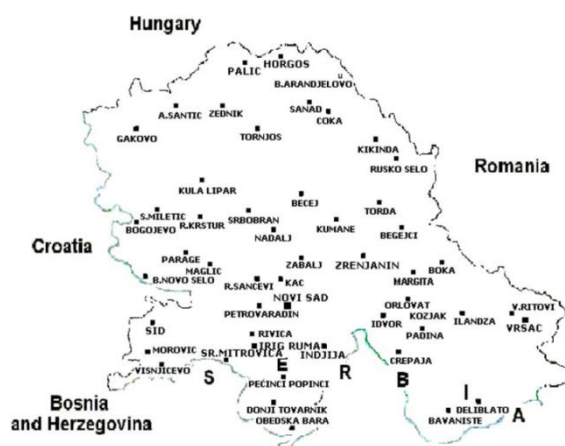 Hungary
HORGOS
PALIC
B.ARANDJELOVO
A.SANTIC
ZEDNIK
SANAD
COKA
GAKOVO
TORNJOS
KIKINDA
RUSKO SELO
Romania
KULA LIPAR
BECEJ
S.MILETIC
R.KRSTUR
SRBOBRAN
KUMANE
TORDA
BOGOJEVO
NADALJ
BEGEJCI
Croatia
PARAGE
MAGLIC
ZABALJ
ZRENJANIN
BOKA
B.NOVO SELO
R.SANCEVI
KAC
MARGITA
NOVI SAD
ORLOVAT
PETROVARADIN
IDVOR
KOZJAK
ILANDZA
V.RITOVI
SID
PADINA
VRSAC
RIVICA
MOROVIC
IRIG RUMA
INDJIJA
SR.MITROVICA
CREPAJA
VISNJICEVO
S E R B I A
PEĆINCI POPINCI
Bosnia
and Herzegovina
DONJI TOVARNIK
OBEDSKA BARA
DELIBLATO
BAVANISTE